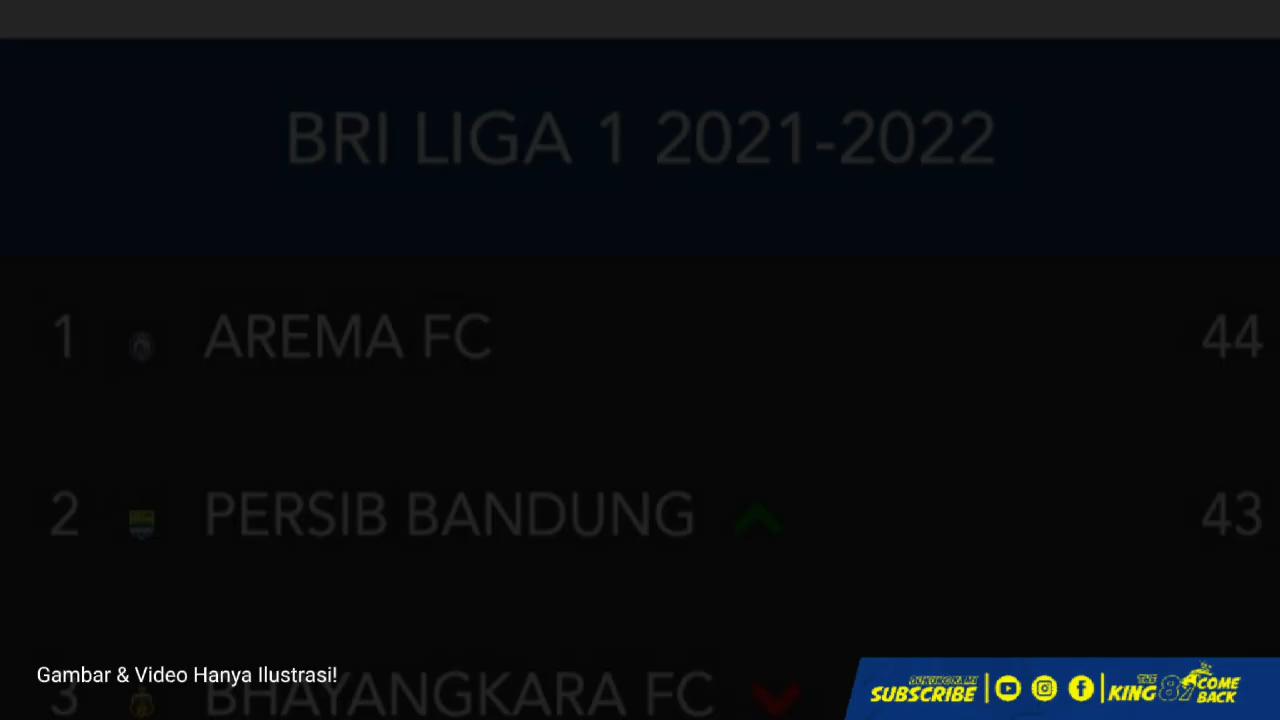 BRI LIGA 1 2021-2022
1 AREMA FC 44
2 PERSIB BANDUNG 43
3 BHAYANGKARA FC
Gambar & Video Hanya Ilustrasi!
SUBSCRIBE
THE
KING 87 COME
BACK